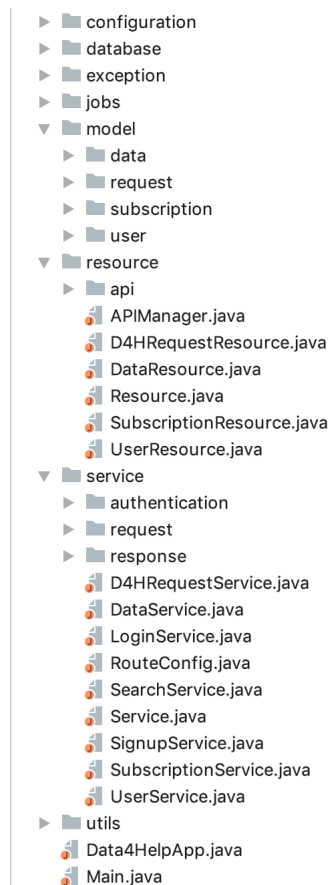 configuration
database
exception
jobs
model
data
request
subscription
user
resource
api
APIManager.java
D4HRequestResource.java
DataResource.java
Resource.java
SubscriptionResource.java
UserResource.java
service
authentication
request
response
D4HRequestService.java
DataService.java
LoginService.java
RouteConfig.java
SearchService.java
Service.java
SignupService.java
SubscriptionService.java
UserService.java
utils
Data4HelpApp.java
Main.java